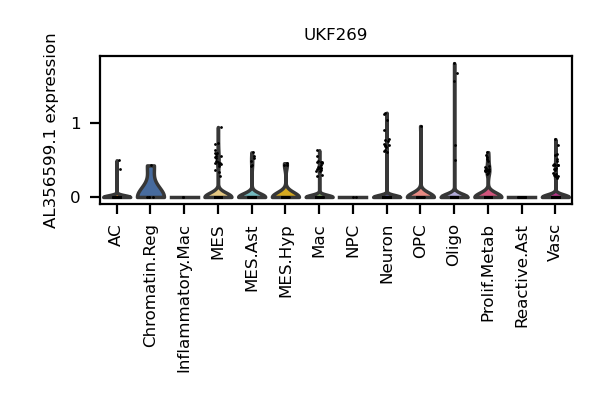 UKF269
AL356599.1 expression
1
0
AC
Chromatin.Reg
Inflammatory.Mac
MES
MES.Ast
MES.Hyp
Mac
NPC
Neuron
OPC
Oligo
Prolif.Metab
Reactive.Ast
Vasc